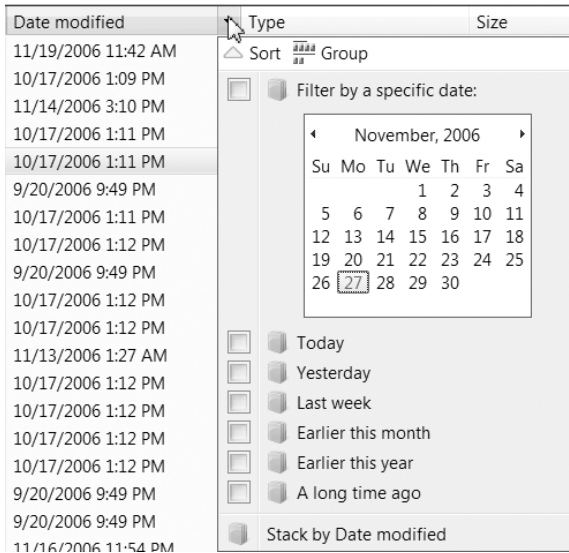 Date modified
Type
Size
11/19/2006 11:42 AM
10/17/2006 1:09 PM
11/14/2006 3:10 PM
10/17/2006 1:11 PM
10/17/2006 1:11 PM
9/20/2006 9:49 PM
10/17/2006 1:11 PM
10/17/2006 1:12 PM
9/20/2006 9:49 PM
10/17/2006 1:12 PM
10/17/2006 1:12 PM
11/13/2006 1:27 AM
10/17/2006 1:12 PM
10/17/2006 1:12 PM
10/17/2006 1:12 PM
10/17/2006 1:12 PM
9/20/2006 9:49 PM
9/20/2006 9:49 PM
11/16/2006 11:54 PM
Sort Group
Filter by a specific date:
November, 2006
Su Mo Tu We Th Fr Sa
1 2 3 4
5 6 7 8 9 10 11
12 13 14 15 16 17 18
19 20 21 22 23 24 25
26 27 28 29 30
Today
Yesterday
Last week
Earlier this month
Earlier this year
A long time ago
Stack by Date modified